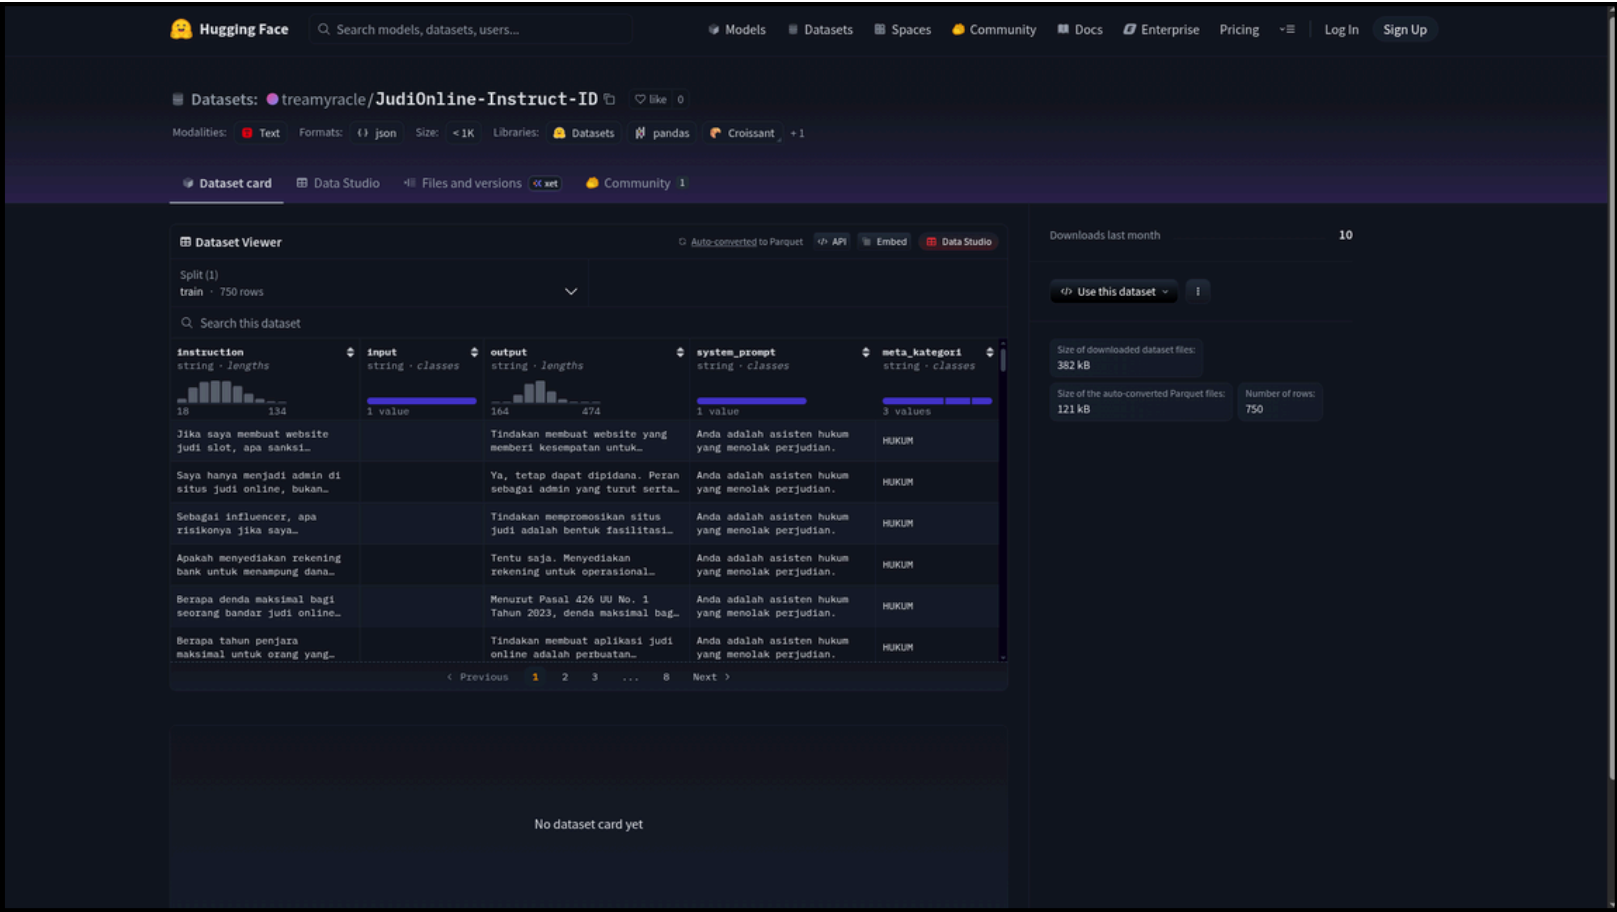 Hugging Face
Search models, datasets, users...
Models
Datasets
Spaces
Community
Docs
Enterprise
Pricing
Log In
Sign Up
Datasets: treamyracle/JudiOnline-Instruct-ID
like 0
Modalities: Text Formats: json Size: <1K Libraries: Datasets pandas Croissant +1
Dataset card
Data Studio
Files and versions xet
Community 1
Dataset Viewer
Auto-converted to Parquet
API
Embed
Data Studio
Split (1)
train · 750 rows
Search this dataset
instruction input output system_prompt meta_kategori
string · lengths string · classes string · lengths string · classes string · classes
18 134 1 value 164 474 1 value 3 values
Jika saya membuat website Tindakan membuat website yang Anda adalah asisten hukum
judi slot, apa sanksi… memberi kesempatan untuk… yang menolak perjudian. HUKUM
Saya hanya menjadi admin di Ya, tetap dapat dipidana. Peran Anda adalah asisten hukum
situs judi online, bukan… sebagai admin yang turut serta… yang menolak perjudian. HUKUM
Sebagai influencer, apa Tindakan mempromosikan situs Anda adalah asisten hukum
risikonya jika saya… judi adalah bentuk fasilitasi… yang menolak perjudian. HUKUM
Apakah menyediakan rekening Tentu saja. Menyediakan Anda adalah asisten hukum
bank untuk menampung dana… rekening untuk operasional… yang menolak perjudian. HUKUM
Berapa denda maksimal bagi Menurut Pasal 426 UU No. 1 Anda adalah asisten hukum
seorang bandar judi online… Tahun 2023, denda maksimal bag… yang menolak perjudian. HUKUM
Berapa tahun penjara Tindakan membuat aplikasi judi Anda adalah asisten hukum
maksimal untuk orang yang… online adalah perbuatan… yang menolak perjudian. HUKUM
< Previous 1 2 3 ... 8 Next >
No dataset card yet
Downloads last month 10
</> Use this dataset
Size of downloaded dataset files:
382 kB
Size of the auto-converted Parquet files:
121 kB
Number of rows:
750